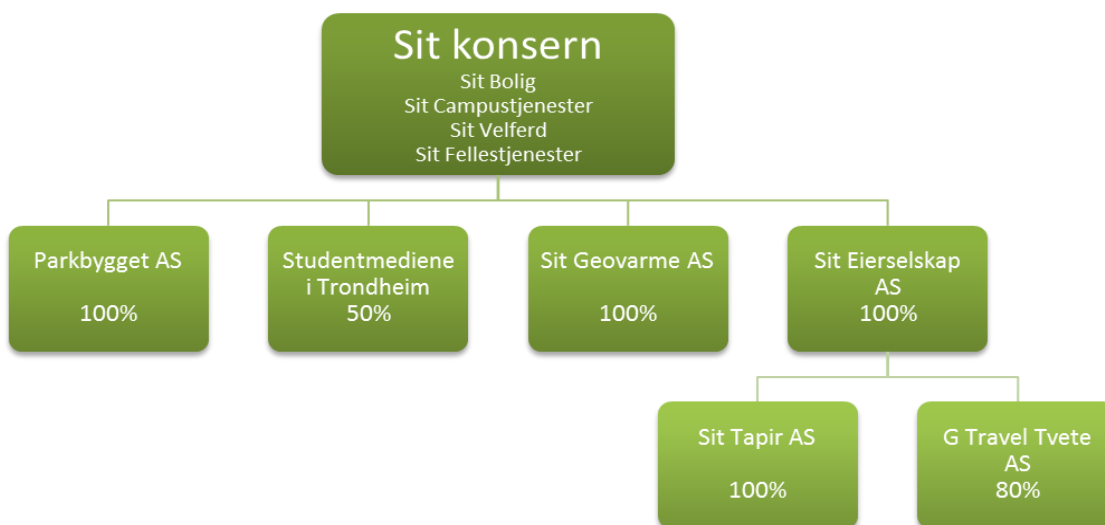 Sit konsern
Sit Bolig
Sit Campustjenester
Sit Velferd
Sit Fellestjenester
Parkbygget AS
100%
Studentmediene
i Trondheim
50%
Sit Geovarme AS
100%
Sit Eierselskap
AS
100%
Sit Tapir AS
100%
G Travel Tvete
AS
80%